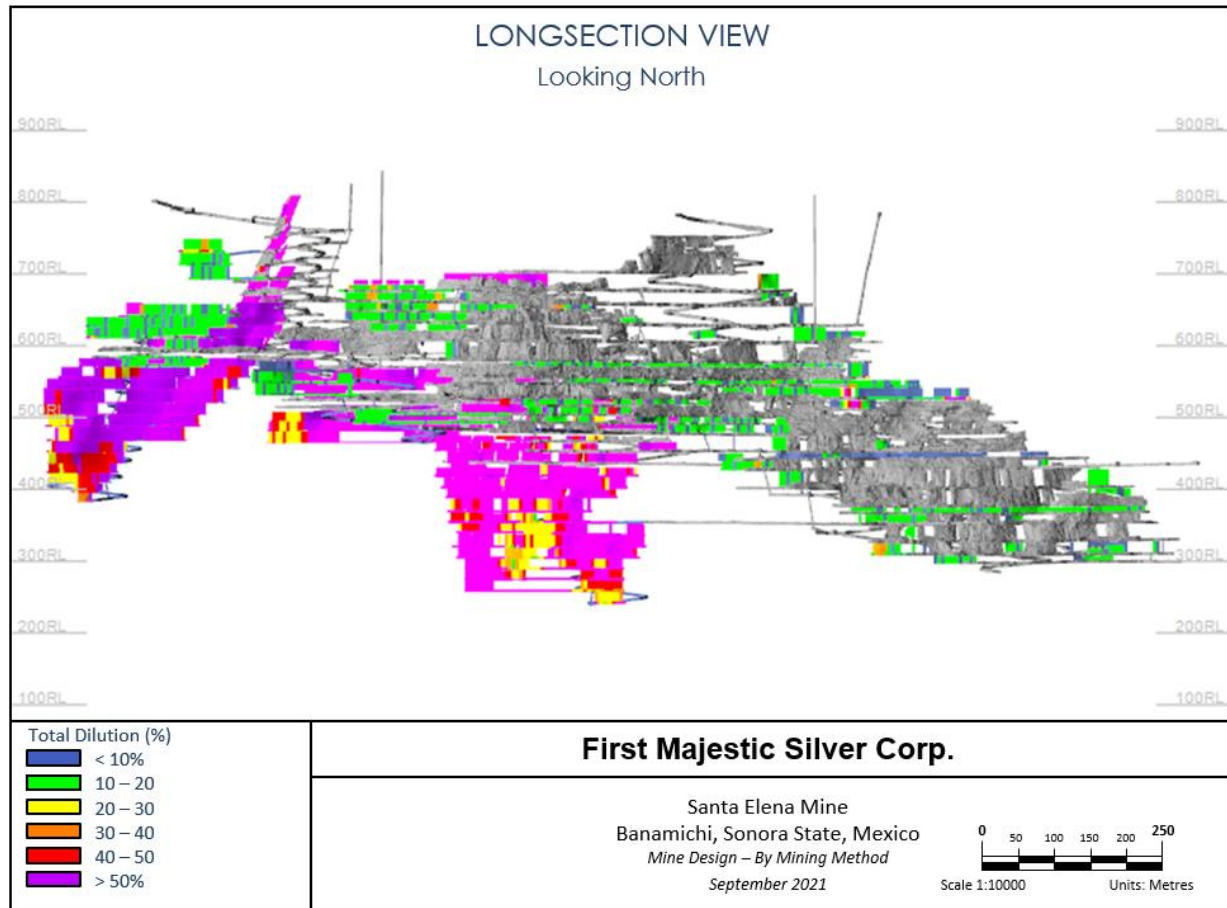 LONGSECTION VIEW
Looking North
900RL 900RL
800RL 800RL
700RL 700RL
600RL 600RL
500RL 500RL
400RL 400RL
300RL 300RL
200RL 200RL
100RL 100RL
Total Dilution (%)
< 10%
10 – 20
20 – 30
30 – 40
40 – 50
> 50%
First Majestic Silver Corp.
Santa Elena Mine
Banamichi, Sonora State, Mexico
Mine Design – By Mining Method
September 2021
0 50 100 150 200 250
Scale 1:10000 Units: Metres